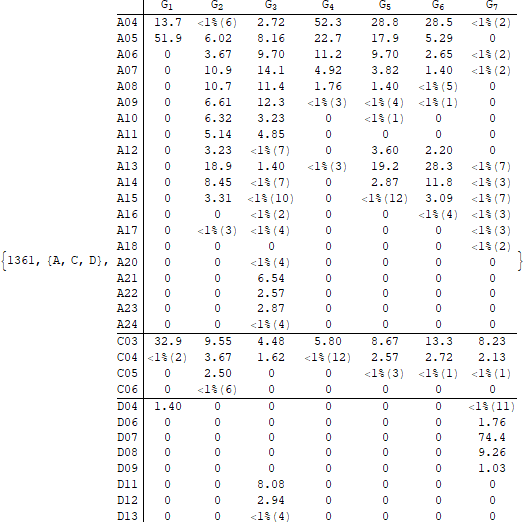 G1 G2 G3 G4 G5 G6 G7
A04 13.7 <1%(6) 2.72 52.3 28.8 28.5 <1%(2)
A05 51.9 6.02 8.16 22.7 17.9 5.29 0
A06 0 3.67 9.70 11.2 9.70 2.65 <1%(2)
A07 0 10.9 14.1 4.92 3.82 1.40 <1%(2)
A08 0 10.7 11.4 1.76 1.40 <1%(5) 0
A09 0 6.61 12.3 <1%(3) <1%(4) <1%(1) 0
A10 0 6.32 3.23 0 <1%(1) 0 0
A11 0 5.14 4.85 0 0 0 0
A12 0 3.23 <1%(7) 0 3.60 2.20 0
A13 0 18.9 1.40 <1%(3) 19.2 28.3 <1%(7)
A14 0 8.45 <1%(7) 0 2.87 11.8 <1%(3)
A15 0 3.31 <1%(10) 0 <1%(12) 3.09 <1%(7)
A16 0 0 <1%(2) 0 0 <1%(4) <1%(3)
A17 0 <1%(3) <1%(4) 0 0 0 <1%(3)
A18 0 0 0 0 0 0 <1%(2)
{1361, {A, C, D}, A20 0 0 <1%(4) 0 0 0 0 }
A21 0 0 6.54 0 0 0 0
A22 0 0 2.57 0 0 0 0
A23 0 0 2.87 0 0 0 0
A24 0 0 <1%(4) 0 0 0 0
C03 32.9 9.55 4.48 5.80 8.67 13.3 8.23
C04 <1%(2) 3.67 1.62 <1%(12) 2.57 2.72 2.13
C05 0 2.50 0 0 <1%(3) <1%(1) <1%(1)
C06 0 <1%(6) 0 0 0 0 0
D04 1.40 0 0 0 0 0 <1%(11)
D06 0 0 0 0 0 0 1.76
D07 0 0 0 0 0 0 74.4
D08 0 0 0 0 0 0 9.26
D09 0 0 0 0 0 0 1.03
D11 0 0 8.08 0 0 0 0
D12 0 0 2.94 0 0 0 0
D13 0 0 <1%(4) 0 0 0 0